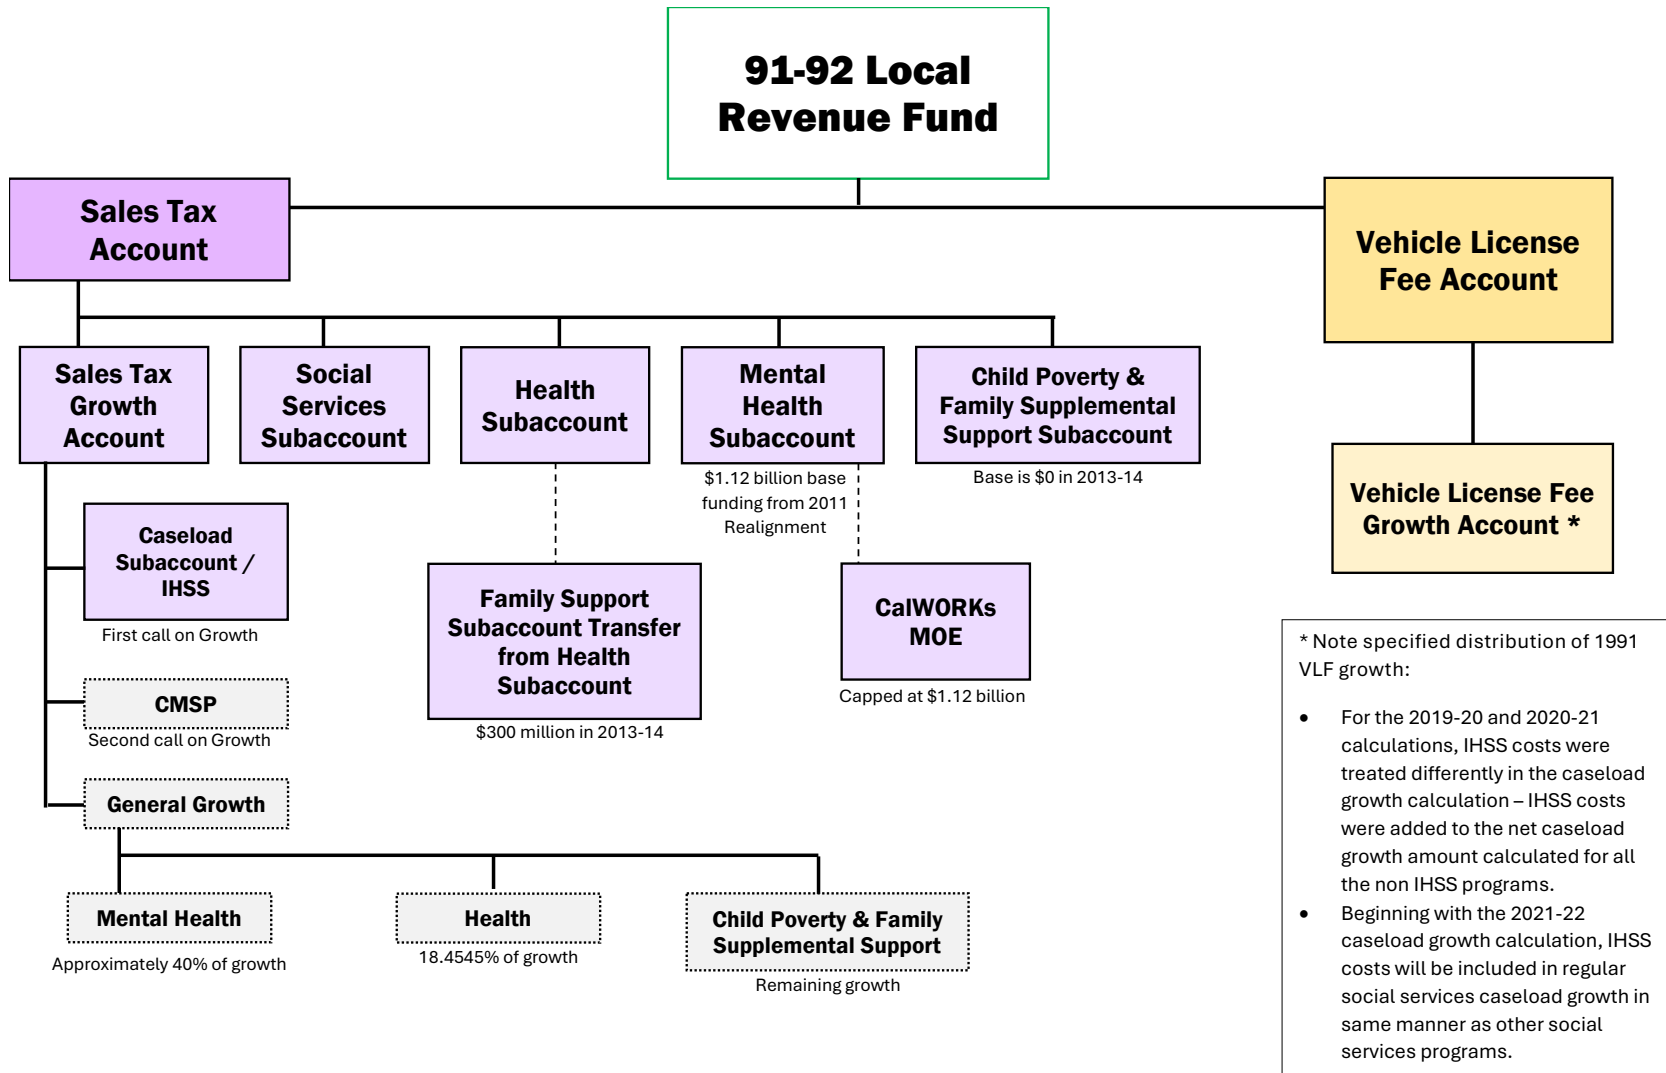 91-92 Local
Revenue Fund
Sales Tax
Account
Vehicle License
Fee Account
Sales Tax
Growth
Account
Social
Services
Subaccount
Health
Subaccount
Mental
Health
Subaccount
$1.12 billion base
funding from 2011
Realignment
Child Poverty &
Family Supplemental
Support Subaccount
Base is $0 in 2013-14
Vehicle License Fee
Growth Account *
Caseload
Subaccount /
IHSS
First call on Growth
Family Support
Subaccount Transfer
from Health
Subaccount
$300 million in 2013-14
CalWORKs
MOE
Capped at $1.12 billion
CMSP
Second call on Growth
General Growth
Mental Health
Approximately 40% of growth
Health
18.4545% of growth
Child Poverty & Family
Supplemental Support
Remaining growth
* Note specified distribution of 1991
VLF growth:
• For the 2019-20 and 2020-21
calculations, IHSS costs were
treated differently in the caseload
growth calculation – IHSS costs
were added to the net caseload
growth amount calculated for all
the non IHSS programs.
• Beginning with the 2021-22
caseload growth calculation, IHSS
costs will be included in regular
social services caseload growth in
same manner as other social
services programs.